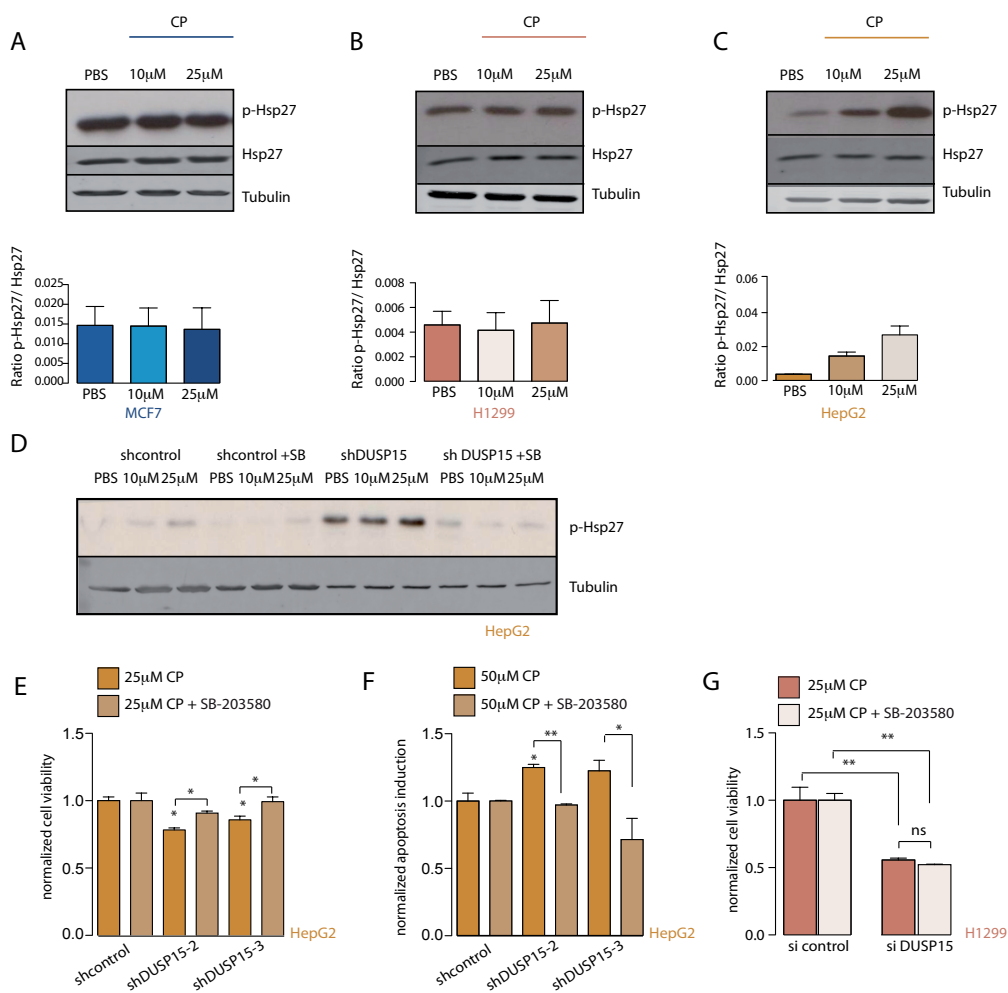 A
CP
PBS 10µM 25µM
p-Hsp27
Hsp27
Tubulin
Ratio p-Hsp27/ Hsp27
0.025
0.020
0.015
0.010
0.005
0.000
PBS 10µM 25µM
MCF7
B
CP
PBS 10µM 25µM
p-Hsp27
Hsp27
Tubulin
Ratio p-Hsp27/ Hsp27
0.008
0.006
0.004
0.002
0.000
PBS 10µM 25µM
H1299
C
CP
PBS 10µM 25µM
p-Hsp27
Hsp27
Tubulin
Ratio p-Hsp27/ Hsp27
0.06
0.04
0.02
0.00
PBS 10µM 25µM
HepG2
D
shcontrol shcontrol +SB shDUSP15 sh DUSP15 +SB
PBS 10µM 25µM PBS 10µM 25µM PBS 10µM 25µM PBS 10µM 25µM
p-Hsp27
Tubulin
HepG2
E
25µM CP
25µM CP + SB-203580
normalized cell viability
1.5
1.0
0.5
0.0
* * * *
shcontrol shDUSP15-2 shDUSP15-3
HepG2
F
50µM CP
50µM CP + SB-203580
normalized apoptosis induction
1.5
1.0
0.5
0.0
* ** *
shcontrol shDUSP15-2 shDUSP15-3
HepG2
G
25µM CP
25µM CP + SB-203580
normalized cell viability
1.5
1.0
0.5
0.0
**
**
ns
si control si DUSP15
H1299